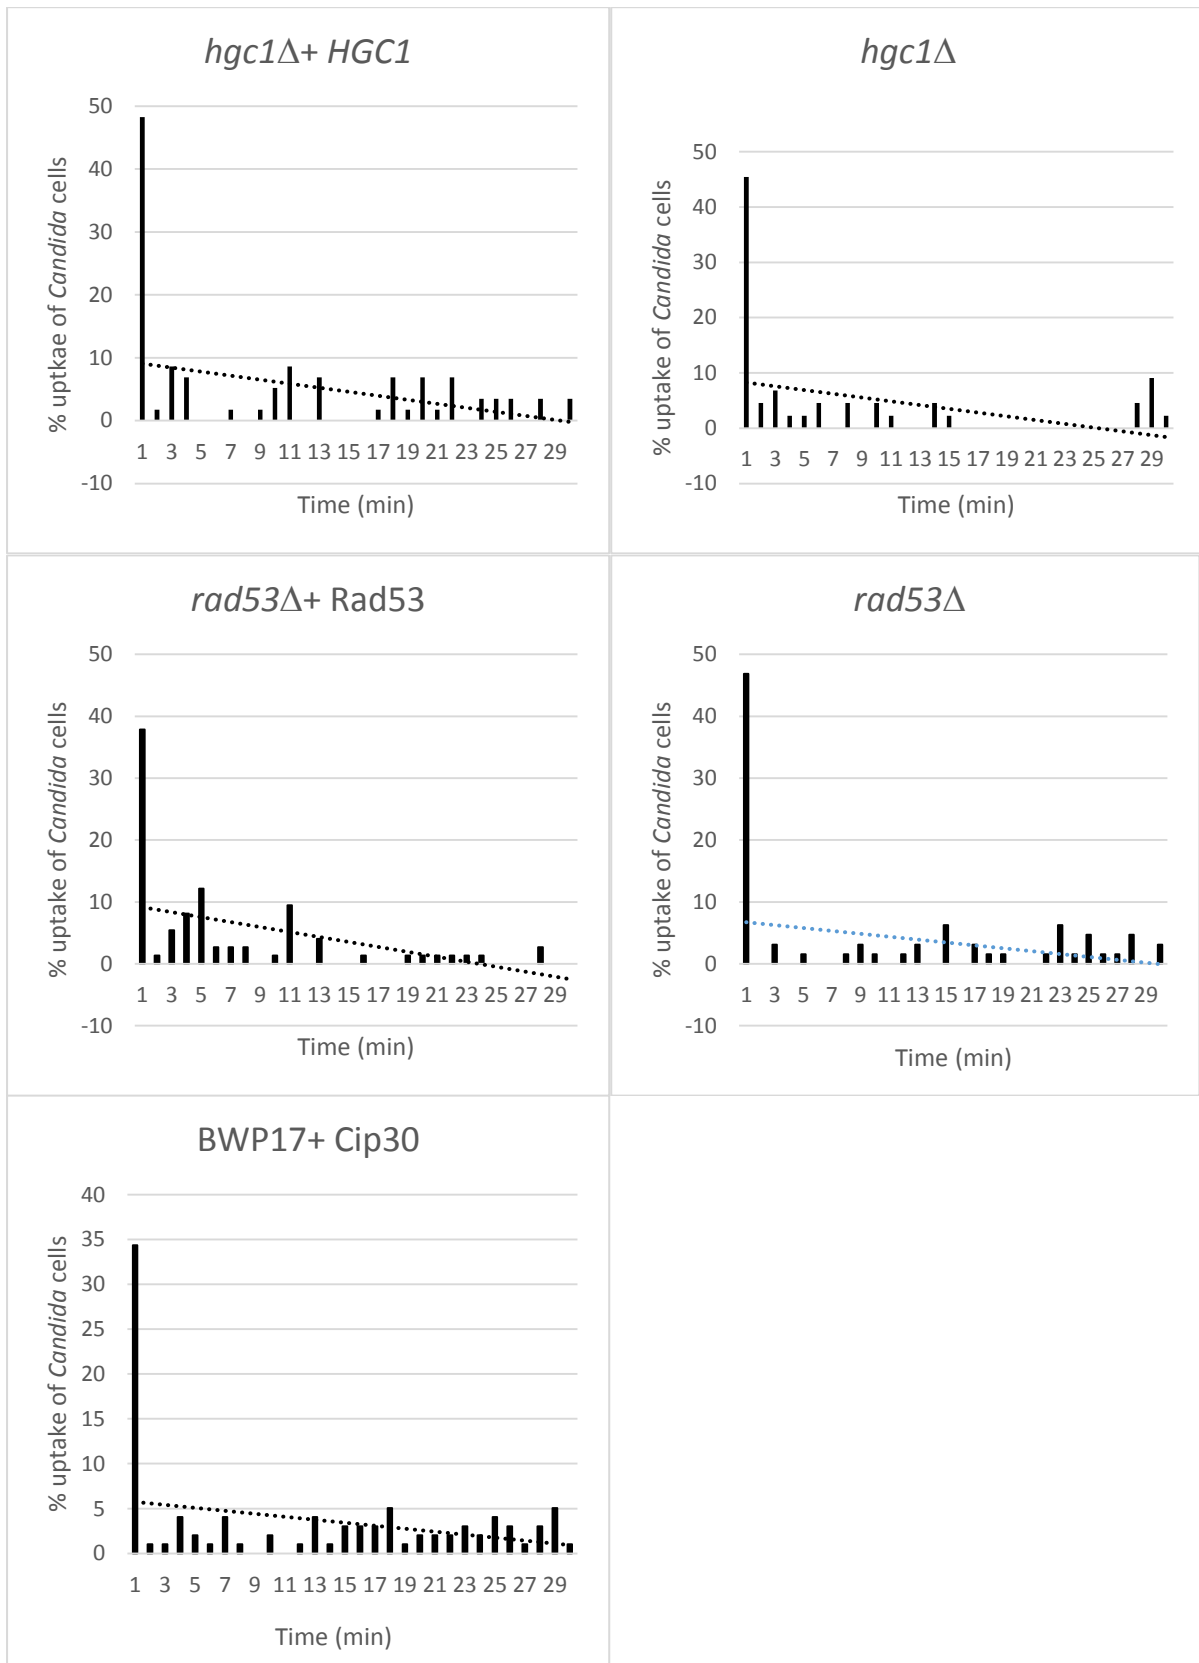 hgc1Δ+ HGC1
50
40
30
20
10
0
-10
1 3 5 7 9 11 13 15 17 19 21 23 25 27 29
% uptkae of Candida cells
Time (min)
hgc1Δ
50
40
30
20
10
0
-10
1 3 5 7 9 11 13 15 17 19 21 23 25 27 29
% uptake of Candida cells
Time (min)
rad53Δ+ Rad53
50
40
30
20
10
0
-10
1 3 5 7 9 11 13 15 17 19 21 23 25 27 29
% uptake of Candida cells
Time (min)
rad53Δ
50
40
30
20
10
0
-10
1 3 5 7 9 11 13 15 17 19 21 23 25 27 29
% uptake of Candida cells
Time (min)
BWP17+ Cip30
40
35
30
25
20
15
10
5
0
1 3 5 7 9 11 13 15 17 19 21 23 25 27 29
% uptake of Candida cells
Time (min)